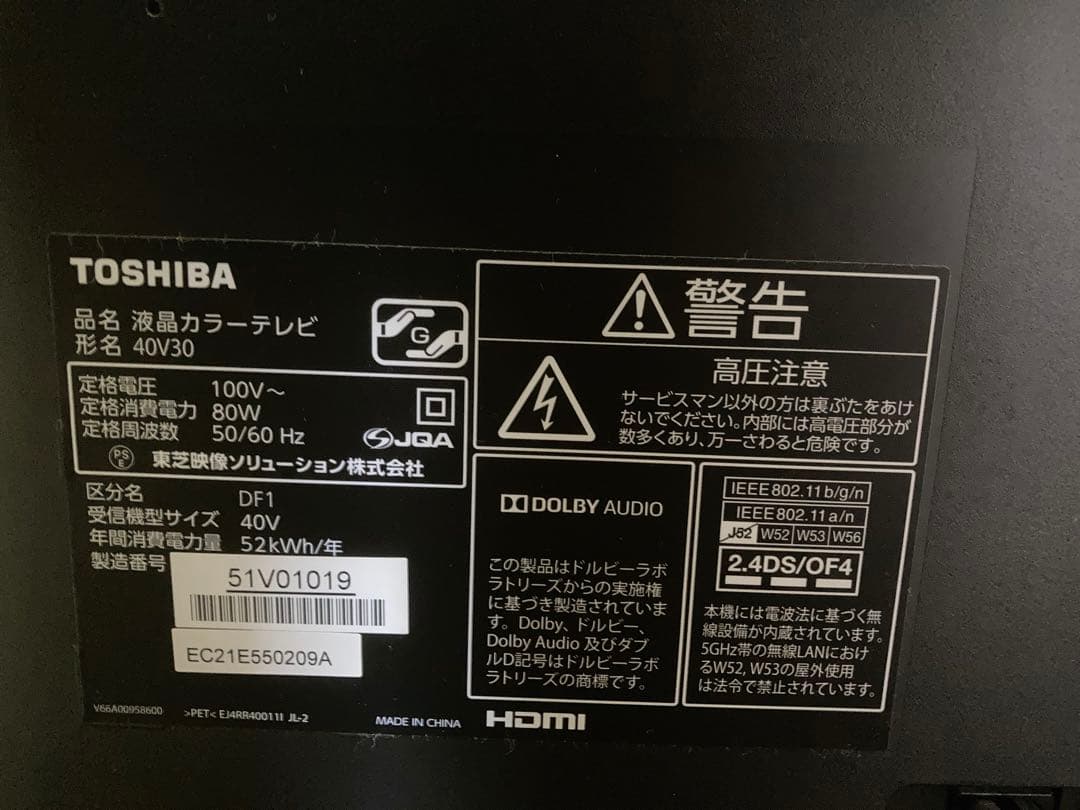 TOSHIBA
品名 液晶カラーテレビ
形名 40V30
G
定格電圧 100V～
定格消費電力 80W
定格周波数 50/60 Hz
JQA
PS
E
東芝映像ソリューション株式会社
区分名 DF1
受信機型サイズ 40V
年間消費電力量 52kWh/年
製造番号
51V01019
EC21E550209A
V66A00958600 >PET< EJ4RR40011I JL-2
MADE IN CHINA
HDMI
警告
高圧注意
サービスマン以外の方は裏ぶたをあけ
ないでください。内部には高電圧部分が
数多くあり、万一さわると危険です。
DOLBY AUDIO
この製品はドルビーラボ
ラトリーズからの実施権
に基づき製造されていま
す。Dolby、ドルビー、
Dolby Audio 及びダブ
ルD記号はドルビーラボ
ラトリーズの商標です。
IEEE802.11b/g/n
IEEE802.11a/n
J52 W52 W53 W56
2.4DS/OF4
本機には電波法に基づく無
線設備が内蔵されています。
5GHz帯の無線LANにおけ
るW52, W53の屋外使用
は法令で禁止されています。